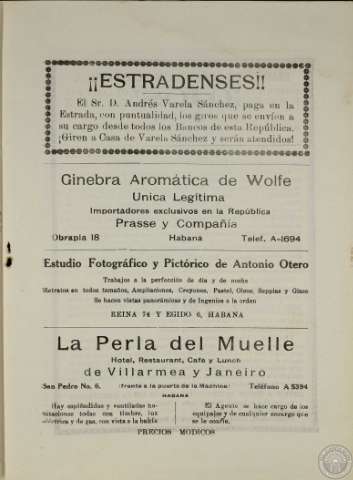 ¡¡ESTRADENSES!!
El Sr. D. Andrés Varela Sánchez, paga en la
Estrada, con puntualidad, los giros que se envíen a
su cargo desde todos los Bancos de esta República.
¡Giren a Casa de Varela Sánchez y serán atendidos!
Ginebra Aromática de Wolfe
Unica Legítima
Importadores exclusivos en la República
Prasse y Compañía
Obrapia 18 Habana Telef. A-1694
Estudio Fotográfico y Pictórico de Antonio Otero
Trabajos a la perfección de día y de noche
Retratos en todos tamaños, Ampliaciones, Creyones, Pastel, Oleos, Seppias y Glace
Se hacen vistas panorámicas y de Ingenios a la orden
REINA 74 Y EGIDO 6, HABANA
La Perla del Muelle
Hotel, Restaurant, Café y Lunch
de Villarmea y Janeiro
San Pedro No. 6. (frente a la puerta de la Machina) Teléfono A 5394
HABANA
Hay espléndidas y ventiladas ha-
bitaciones todas con timbre, luz
eléctrica y de gas, con vista a la bahía
El Agente se hace cargo de los
equipajes y de cualquier encargo que
se le confíe.
PRECIOS MODICOS